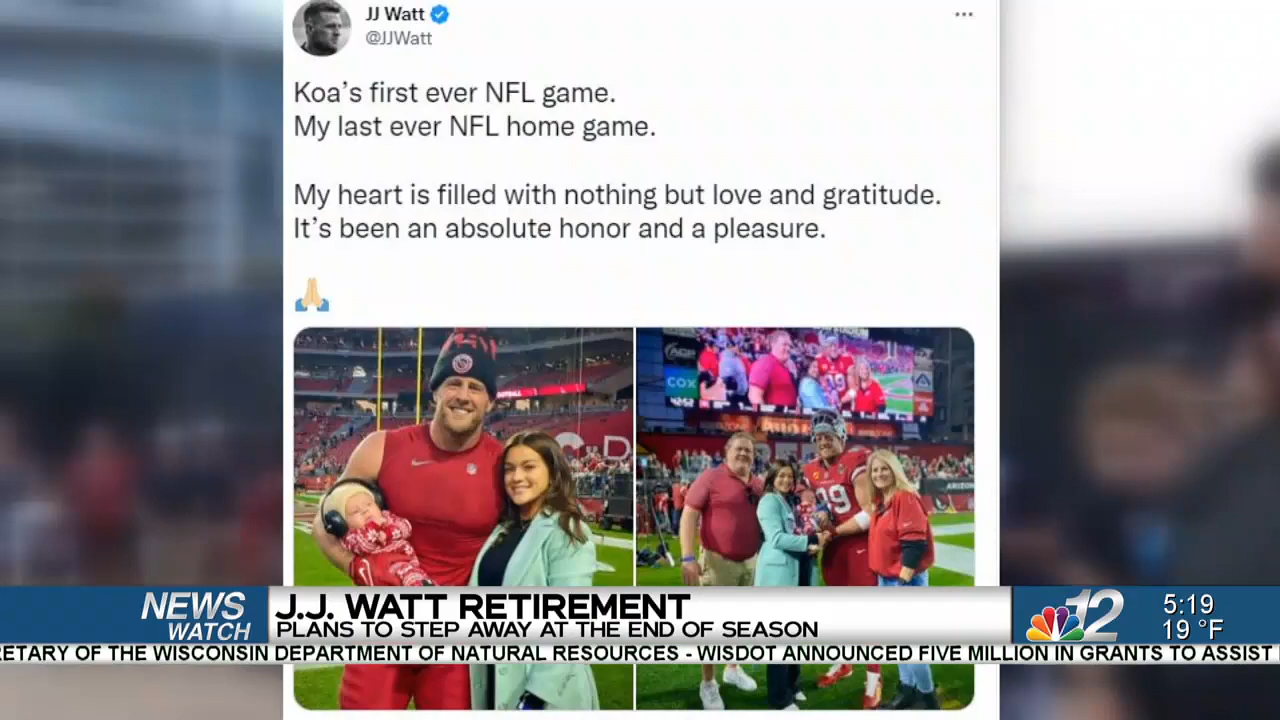 JJ Watt
@JJWatt
Koa's first ever NFL game.
My last ever NFL home game.
My heart is filled with nothing but love and gratitude.
It's been an absolute honor and a pleasure.
COX
99
NEWS
WATCH
J.J. WATT RETIREMENT
PLANS TO STEP AWAY AT THE END OF SEASON
12
5:19
19 °F
ETARY OF THE WISCONSIN DEPARTMENT OF NATURAL RESOURCES - WISDOT ANNOUNCED FIVE MILLION IN GRANTS TO ASSIST